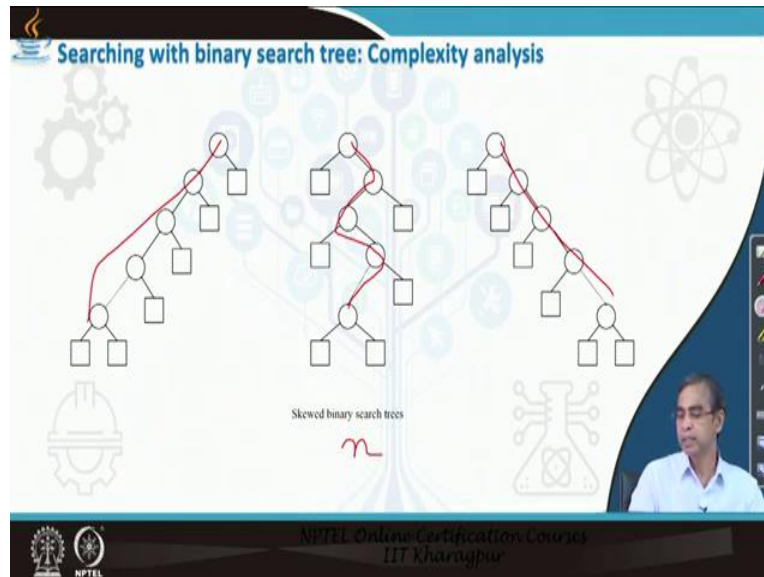 Searching with binary search tree: Complexity analysis
Skewed binary search trees
n
NPTEL Online Certification Courses
IIT Kharagpur
NPTEL